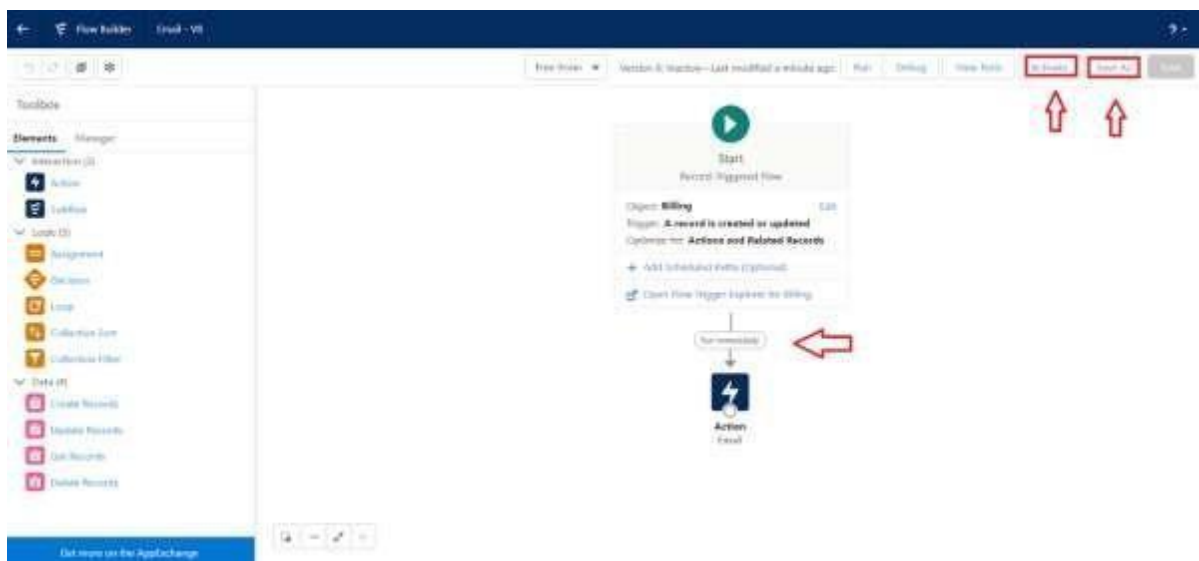 Flow Builder Email - V8
? 
Free-Form Version 8: Inactive—Last modified a minute ago Run Debug View Tests Activate Save As Save
Toolbox
Elements Manager
Interaction (2)
Action
Subflow
Logic (5)
Assignment
Decision
Loop
Collection Sort
Collection Filter
Data (4)
Create Records
Update Records
Get Records
Delete Records
Get more on the AppExchange
Start
Record-Triggered Flow
Object: Billing Edit
Trigger: A record is created or updated
Optimize for: Actions and Related Records
+ Add Scheduled Paths (Optional)
Open Flow Trigger Explorer for Billing
Run Immediately
Action
Email